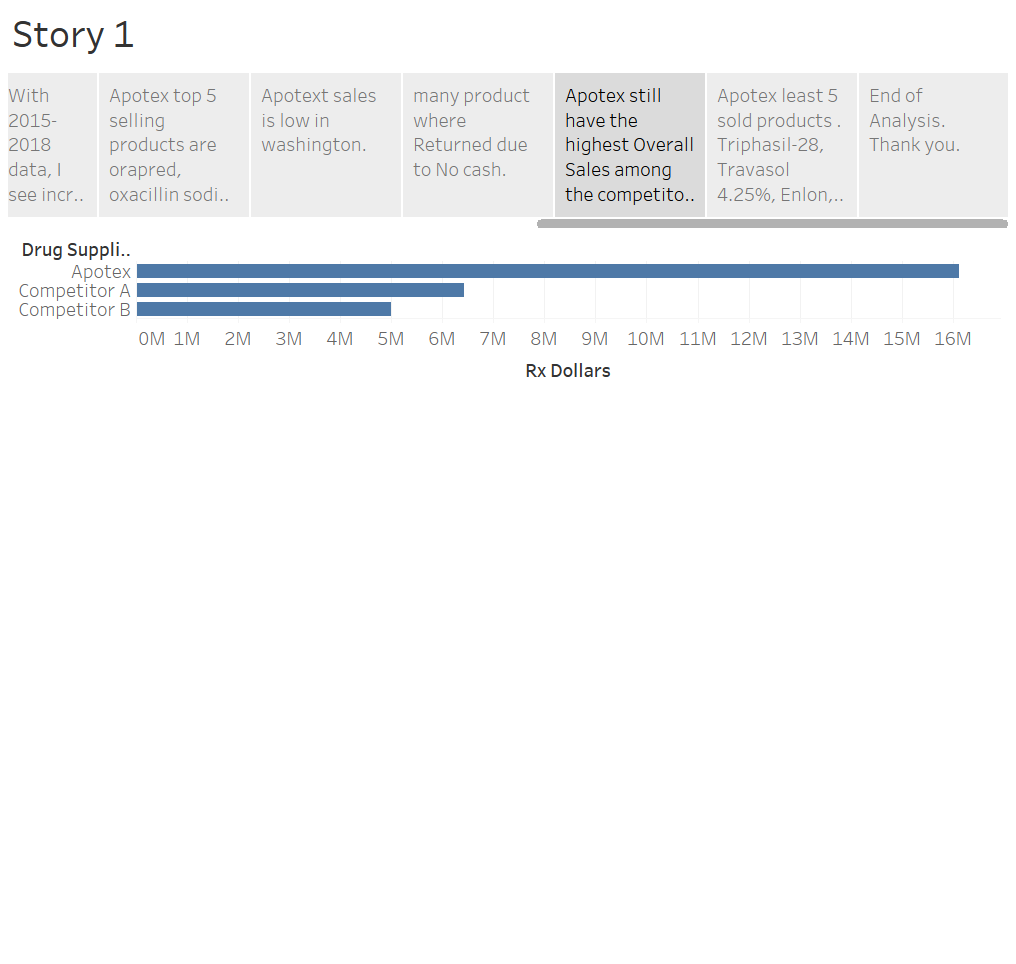 Story 1
With
2015-
2018
data, I
see incr..
Apotex top 5
selling
products are
orapred,
oxacillin sodi..
Apotext sales
is low in
washington.
many product
where
Returned due
to No cash.
Apotex still
have the
highest Overall
Sales among
the competito..
Apotex least 5
sold products .
Triphasil-28,
Travasol
4.25%, Enlon,..
End of
Analysis.
Thank you.
Drug Suppli..
Apotex
Competitor A
Competitor B
0M 1M 2M 3M 4M 5M 6M 7M 8M 9M 10M 11M 12M 13M 14M 15M 16M
Rx Dollars